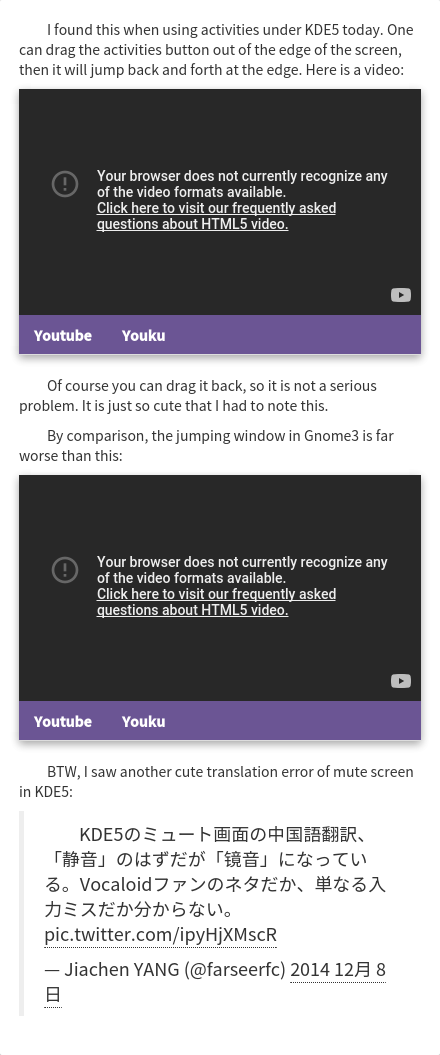 I found this when using activities under KDE5 today. One
can drag the activities button out of the edge of the screen,
then it will jump back and forth at the edge. Here is a video:
Your browser does not currently recognize any
of the video formats available.
Click here to visit our frequently asked
questions about HTML5 video.
Youtube Youku
Of course you can drag it back, so it is not a serious
problem. It is just so cute that I had to note this.
By comparison, the jumping window in Gnome3 is far
worse than this:
Your browser does not currently recognize any
of the video formats available.
Click here to visit our frequently asked
questions about HTML5 video.
Youtube Youku
BTW, I saw another cute translation error of mute screen
in KDE5:
KDE5のミュート画面の中国語翻訳、
「静音」のはずだが「镜音」になってい
る。Vocaloidファンのネタだか、単なる入
力ミスだか分からない。
pic.twitter.com/ipyHjXMscR
— Jiachen YANG (@farseerfc) 2014 12月 8
日